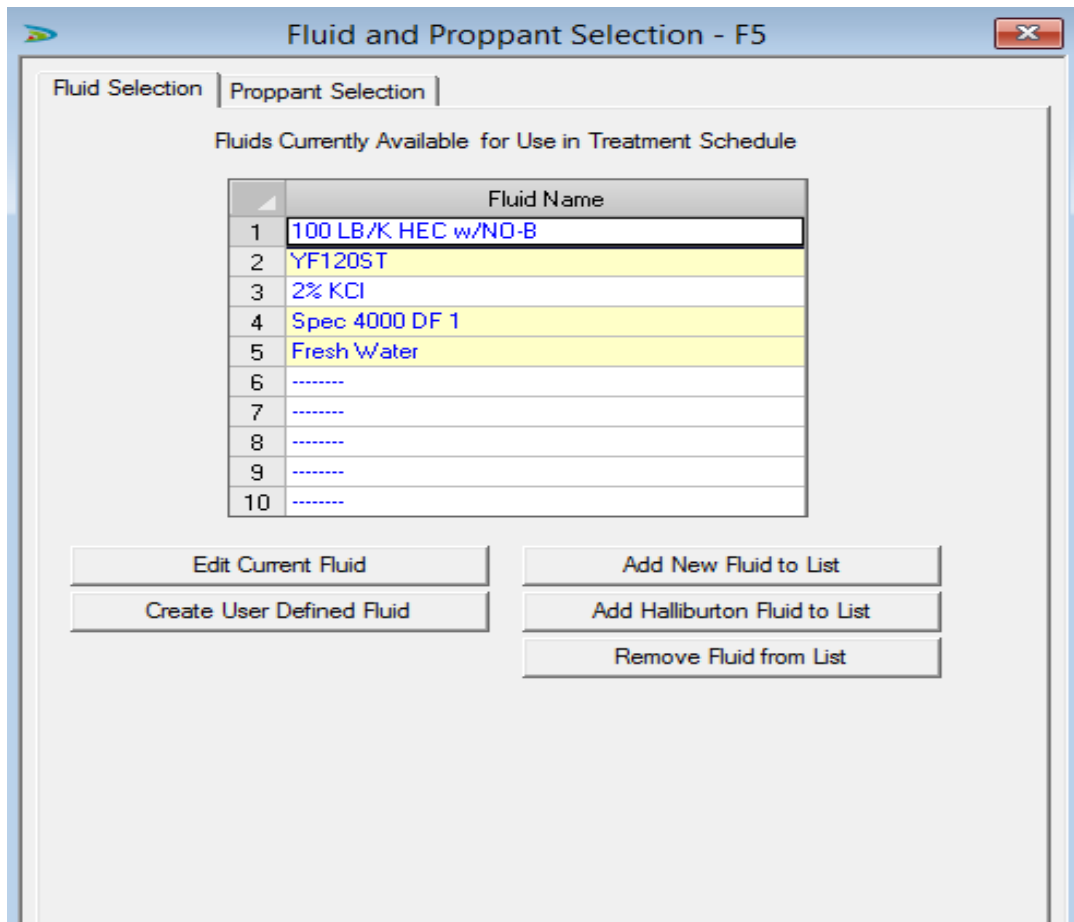 Fluid and Proppant Selection - F5
Fluid Selection Proppant Selection
Fluids Currently Available for Use in Treatment Schedule
Fluid Name
1 100 LB/K HEC w/NO-B
2 YF120ST
3 2% KCl
4 Spec 4000 DF 1
5 Fresh Water
6 --------
7 --------
8 --------
9 --------
10 --------
Edit Current Fluid Add New Fluid to List
Create User Defined Fluid Add Halliburton Fluid to List
Remove Fluid from List